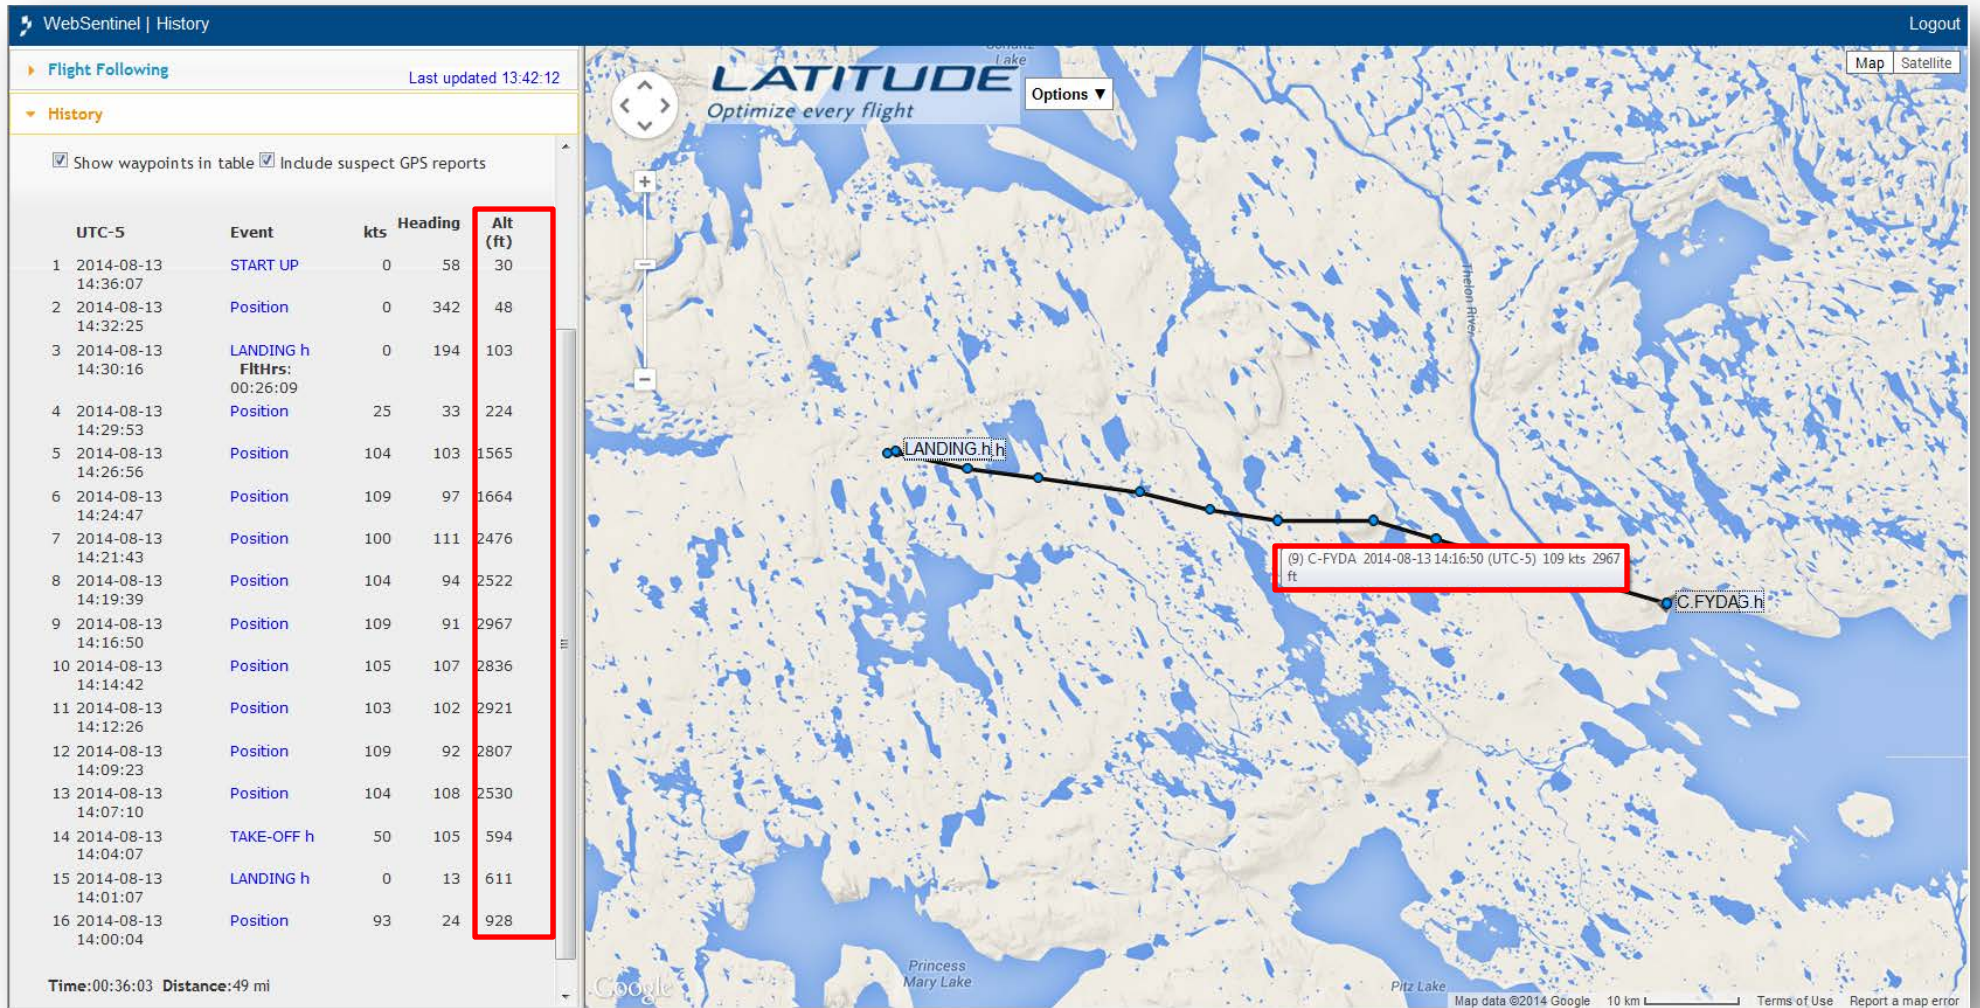 WebSentinel | History
Logout
Flight Following
Last updated 13:42:12
History
Show waypoints in table Include suspect GPS reports
UTC-5 Event kts Heading Alt (ft)
1 2014-08-13 START UP 0 58 30
14:36:07
2 2014-08-13 Position 0 342 48
14:32:25
3 2014-08-13 LANDING h 0 194 103
14:30:16 FltHrs:
00:26:09
4 2014-08-13 Position 25 33 224
14:29:53
5 2014-08-13 Position 104 103 1565
14:26:56
6 2014-08-13 Position 109 97 1664
14:24:47
7 2014-08-13 Position 100 111 2476
14:21:43
8 2014-08-13 Position 104 94 2522
14:19:39
9 2014-08-13 Position 109 91 2967
14:16:50
10 2014-08-13 Position 105 107 2836
14:14:42
11 2014-08-13 Position 103 102 2921
14:12:26
12 2014-08-13 Position 109 92 2807
14:09:23
13 2014-08-13 Position 104 108 2530
14:07:10
14 2014-08-13 TAKE-OFF h 50 105 594
14:04:07
15 2014-08-13 LANDING h 0 13 611
14:01:07
16 2014-08-13 Position 93 24 928
14:00:04
Time:00:36:03 Distance:49 mi
Lake
LATITUDE
Optimize every flight
Options ▼
Map Satellite
Thelon River
LANDING.h .h
(9) C-FYDA 2014-08-13 14:16:50 (UTC-5) 109 kts 2967
ft
C.FYDAG.h
Princess
Mary Lake
Pitz Lake
Google
Map data ©2014 Google 10 km Terms of Use Report a map error